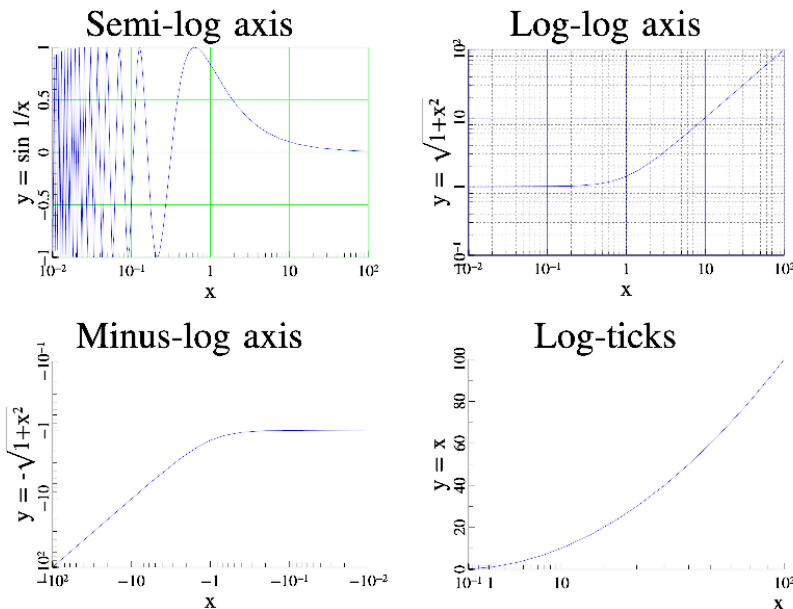 Semi-log axis
y = sin 1/x
1
0.5
0
−0.5
−1
10⁻² 10⁻¹ 1 10 10²
x
Log-log axis
y = √1+x²
10²
10
1
10⁻¹
10⁻² 10⁻¹ 1 10 10²
x
Minus-log axis
y = -√1+x²
−10⁻¹
−1
−10
−10²
−10² −10 −1 −10⁻¹ −10⁻²
x
Log-ticks
y = x
100
80
60
40
20
0
10⁻¹ 1 10 10²
x